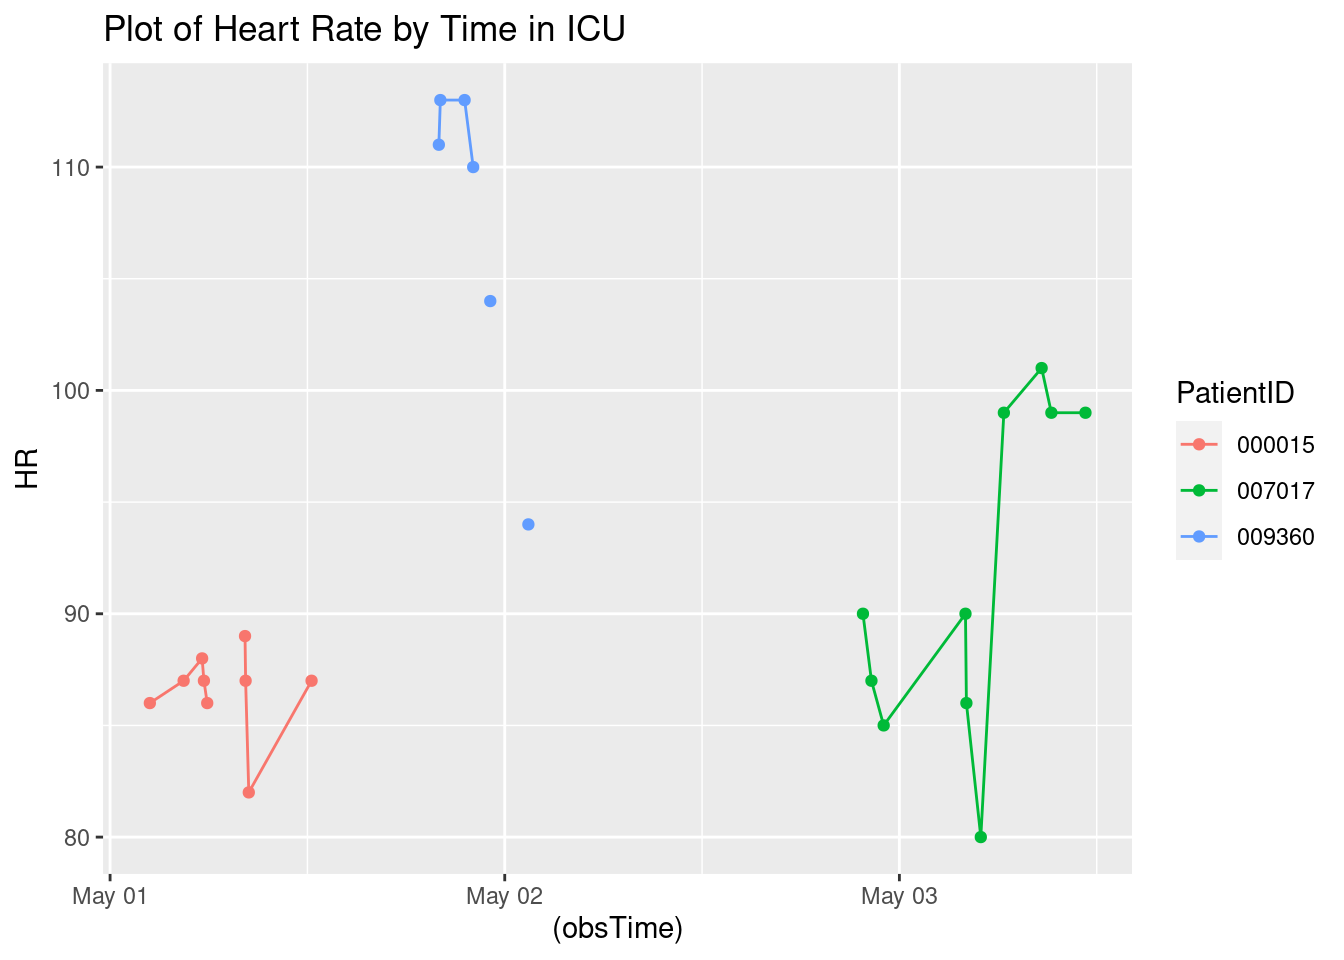 Plot of Heart Rate by Time in ICU
110
100
90
80
HR
May 01
May 02
May 03
(obsTime)
PatientID
000015
007017
009360